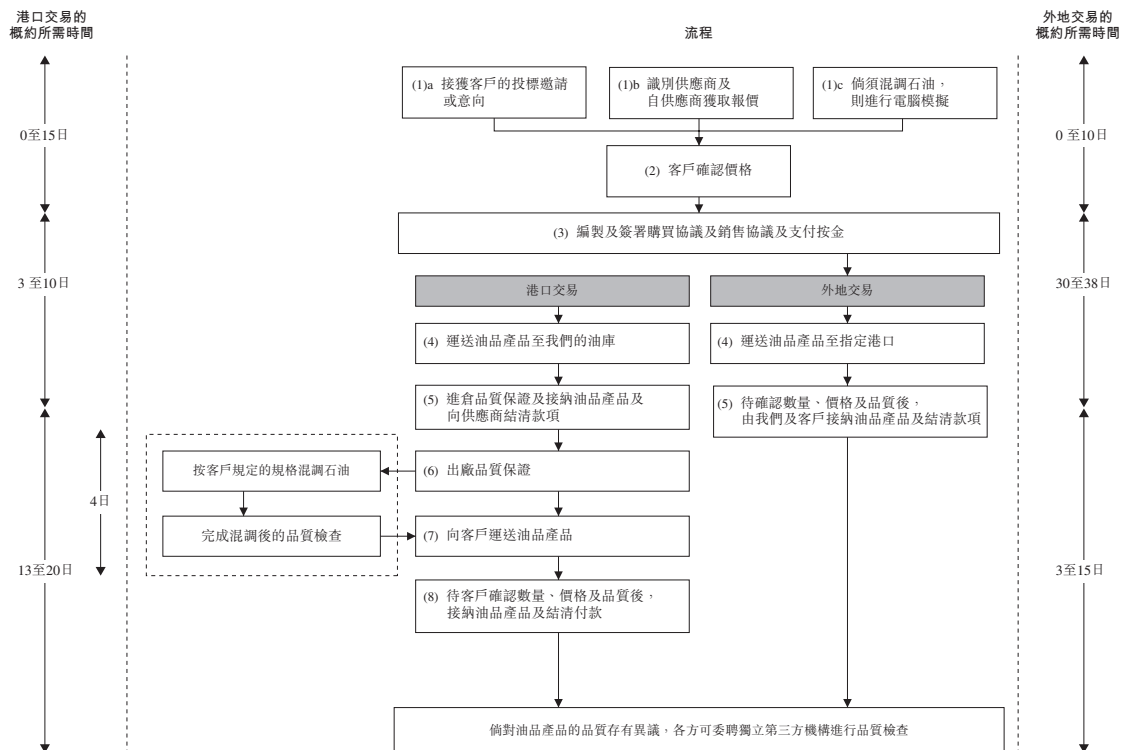 港口交易的
概約所需時間
流程
外地交易的
概約所需時間
(1)a 接獲客戶的投標邀請
或意向
(1)b 識別供應商及
自供應商獲取報價
(1)c 倘須混調石油，
則進行電腦模擬
0至15日
0 至10日
(2) 客戶確認價格
(3) 編製及簽署購買協議及銷售協議及支付按金
3 至10日
30至38日
港口交易
外地交易
(4) 運送油品產品至我們的油庫
(4) 運送油品產品至指定港口
(5) 進倉品質保證及接納油品產品及
向供應商結清款項
(5) 待確認數量、價格及品質後，
由我們及客戶接納油品產品及結清款項
按客戶規定的規格混調石油
(6) 出廠品質保證
4日
完成混調後的品質檢查
(7) 向客戶運送油品產品
13至20日
3至15日
(8) 待客戶確認數量、價格及品質後，
接納油品產品及結清付款
倘對油品產品的品質存有異議，各方可委聘獨立第三方機構進行品質檢查